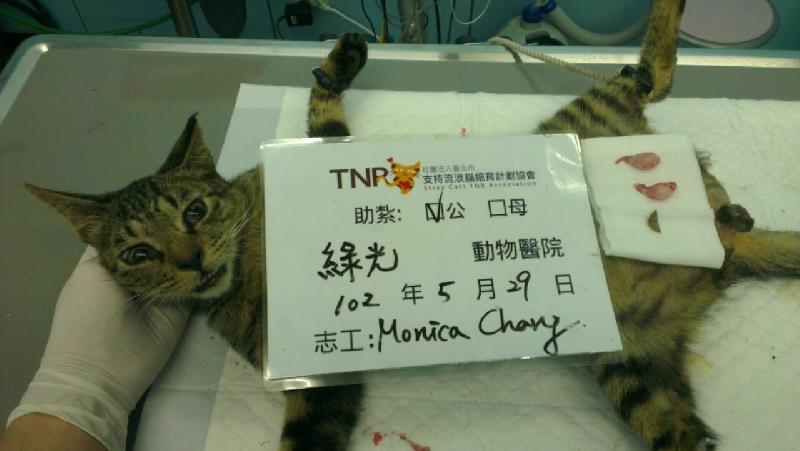 TNR 社團法人臺北市
支持流浪貓絕育計劃協會
Stray Cats TNR Association
助紮: ☑公 □母
綠光 動物醫院
102 年 5 月 29 日
志工: Monica Chang